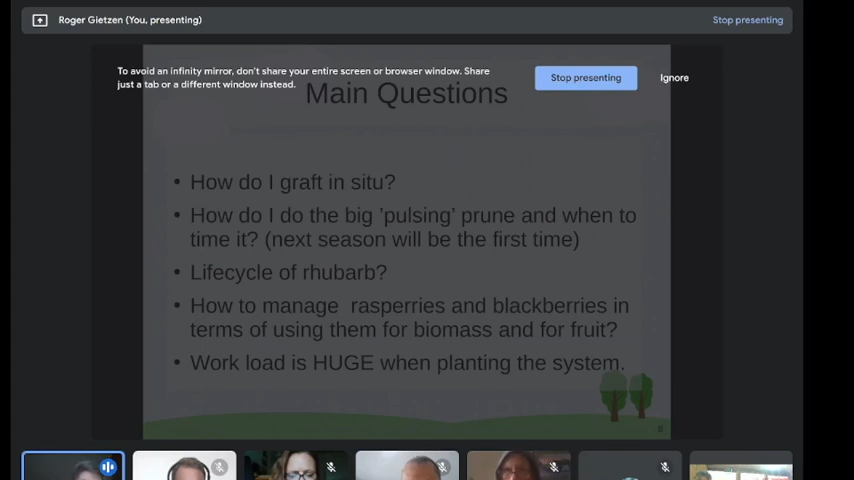 Roger Gietzen (You, presenting)
Stop presenting
To avoid an infinity mirror, don't share your entire screen or browser window. Share
just a tab or a different window instead.
Stop presenting
Ignore
Main Questions
• How do I graft in situ?
• How do I do the big 'pulsing' prune and when to
time it? (next season will be the first time)
• Lifecycle of rhubarb?
• How to manage  rasperries and blackberries in
terms of using them for biomass and for fruit?
• Work load is HUGE when planting the system.
8